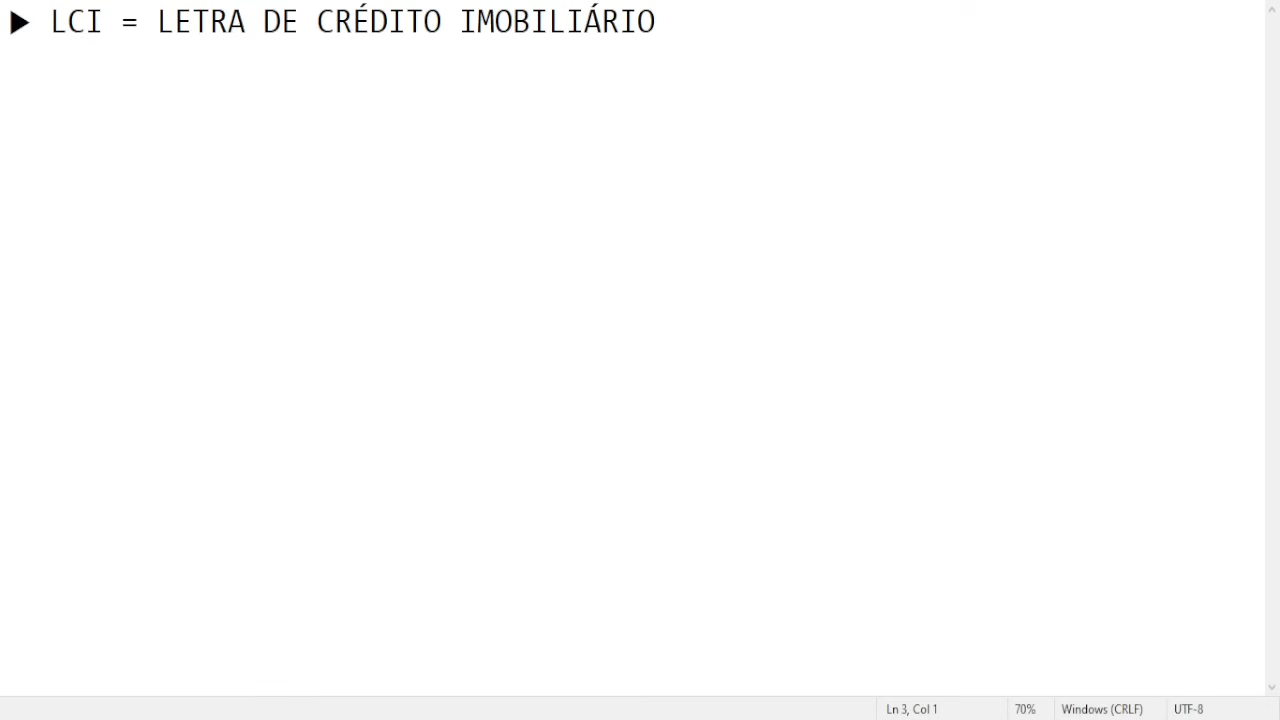 ▶ LCI = LETRA DE CRÉDITO IMOBILIÁRIO
Ln 3, Col 1 70% Windows (CRLF) UTF-8